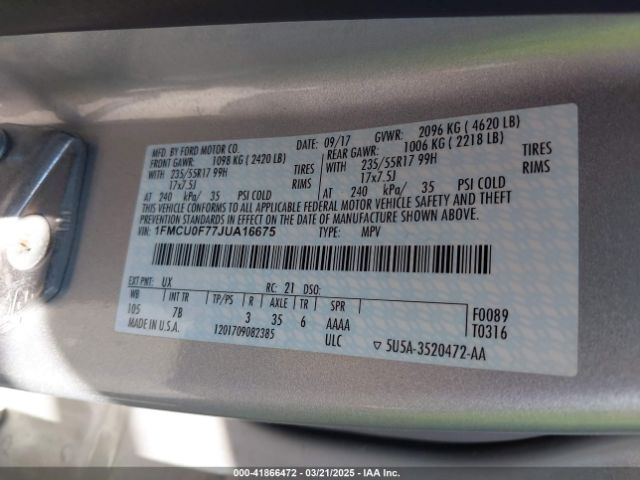 MFD. BY FORD MOTOR CO. DATE: 09/17 GVWR: 2096 KG ( 4620 LB)
FRONT GAWR: 1098 KG ( 2420 LB) REAR GAWR: 1006 KG ( 2218 LB)
WITH 235/55R17 99H TIRES WITH 235/55R17 99H TIRES
17x7.5J RIMS 17x7.5J RIMS
AT 240 kPa/ 35 PSI COLD AT 240 kPa/ 35 PSI COLD
THIS VEHICLE CONFORMS TO ALL APPLICABLE FEDERAL MOTOR VEHICLE SAFETY AND THEFT
PREVENTION STANDARDS IN EFFECT ON THE DATE OF MANUFACTURE SHOWN ABOVE.
VIN: 1FMCU0F77JUA16675 TYPE: MPV
EXT PNT: UX RC: 21 DSO:
WB INT TR TP/PS R AXLE TR SPR F0089
105 7B 3 35 6 AAAA T0316
MADE IN U.S.A. 1201709082385 ULC ▽ 5U5A-3520472-AA
000-41866472 | 03/21/2025 | IAA Inc.